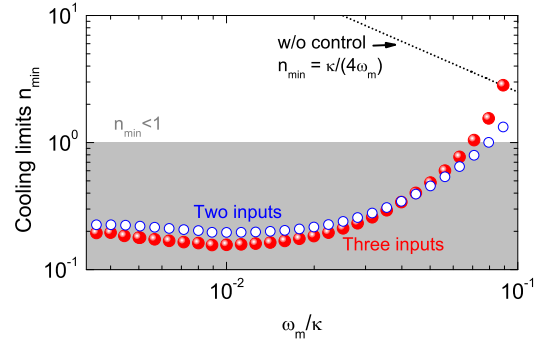 10¹
w/o control
n_min = κ/(4ω_m)
n_min<1
10⁰
Cooling limits n_min
Two inputs
Three inputs
10⁻¹
10⁻²
10⁻¹
ω_m/κ